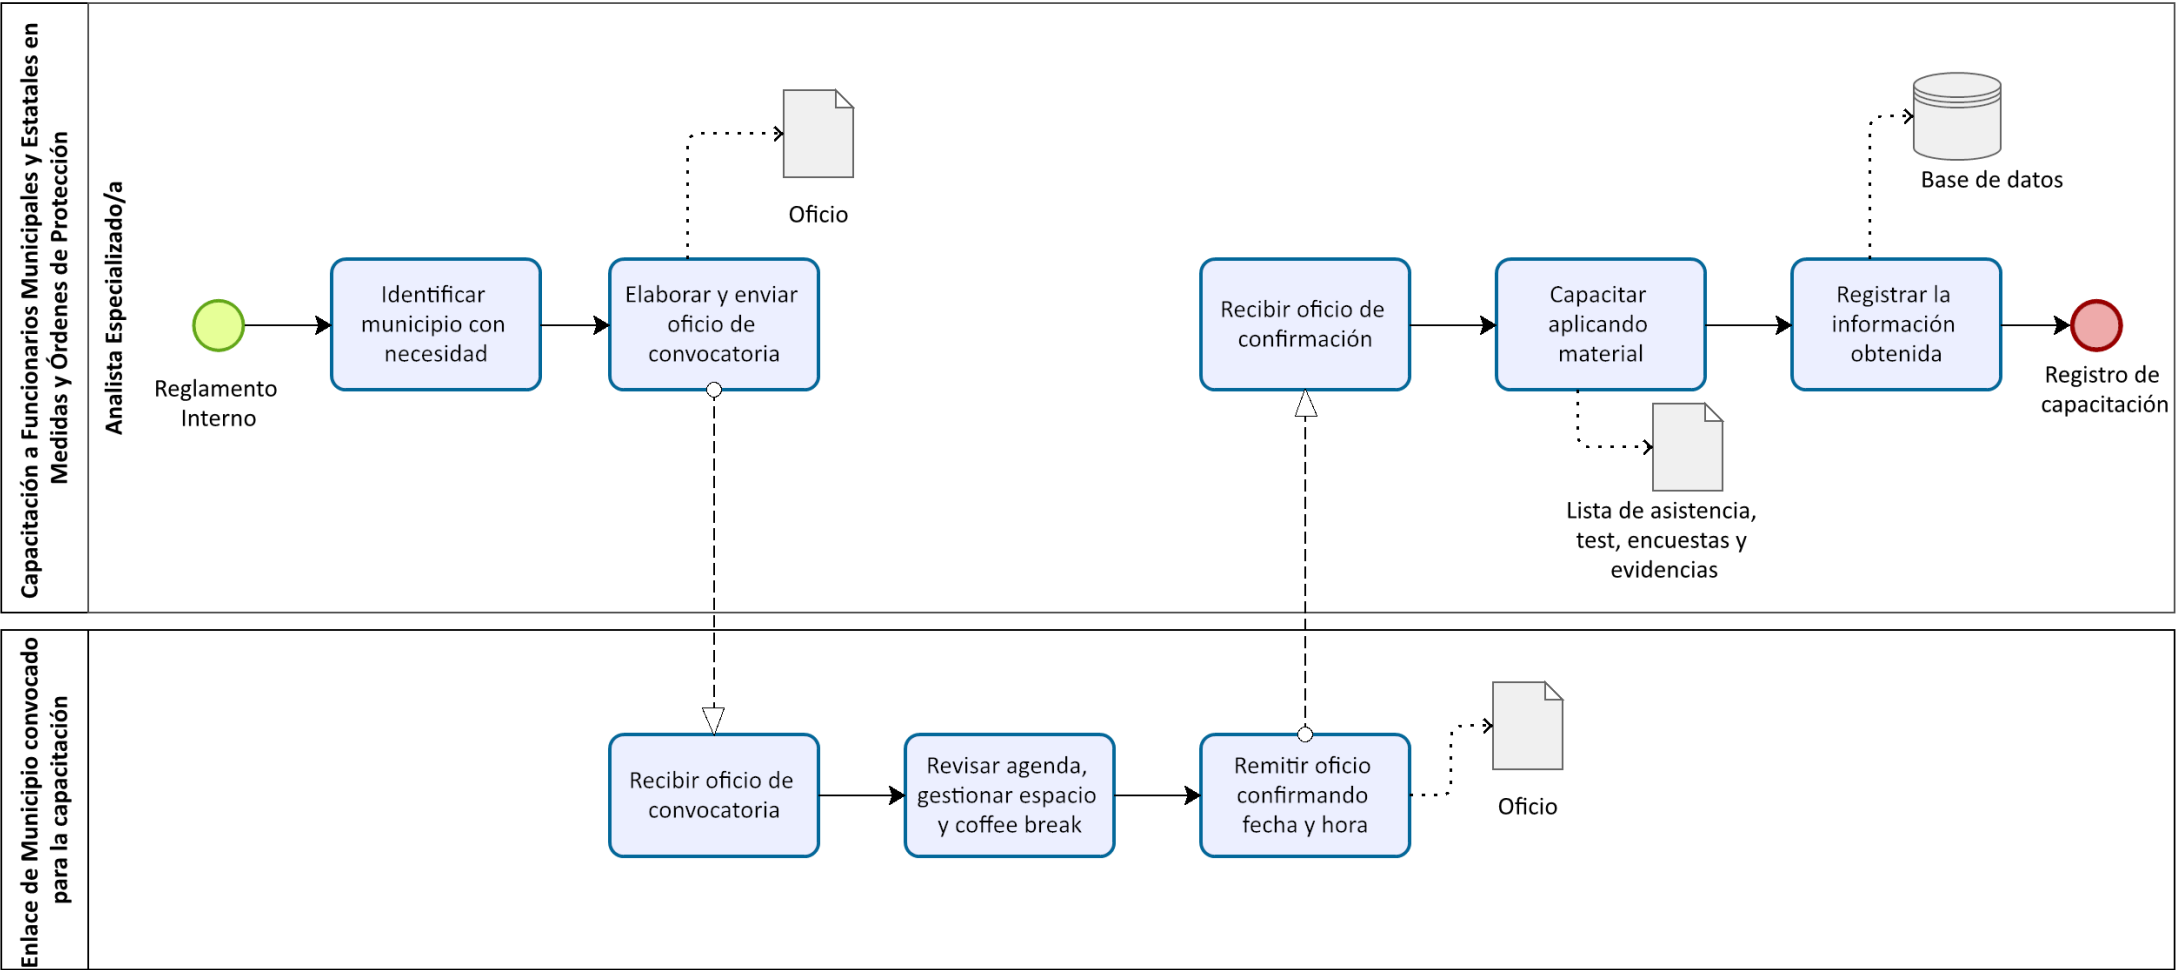 Capacitación a Funcionarios Municipales y Estatales en
Medidas y Órdenes de Protección
Analista Especializado/a
Reglamento
Interno
Identificar
municipio con
necesidad
Elaborar y enviar
oficio de
convocatoria
Oficio
Recibir oficio de
confirmación
Capacitar
aplicando
material
Lista de asistencia,
test, encuestas y
evidencias
Registrar la
información
obtenida
Base de datos
Registro de
capacitación
Enlace de Municipio convocado
para la capacitación
Recibir oficio de
convocatoria
Revisar agenda,
gestionar espacio
y coffee break
Remitir oficio
confirmando
fecha y hora
Oficio